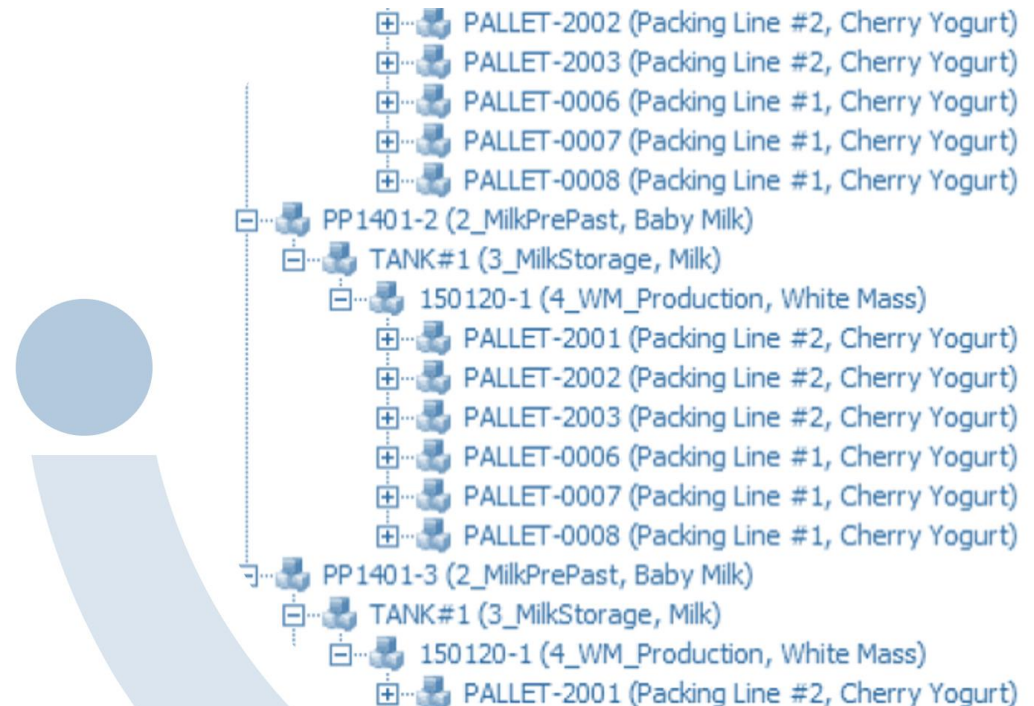 PALLET-2002 (Packing Line #2, Cherry Yogurt)
PALLET-2003 (Packing Line #2, Cherry Yogurt)
PALLET-0006 (Packing Line #1, Cherry Yogurt)
PALLET-0007 (Packing Line #1, Cherry Yogurt)
PALLET-0008 (Packing Line #1, Cherry Yogurt)
PP1401-2 (2_MilkPrePast, Baby Milk)
TANK#1 (3_MilkStorage, Milk)
150120-1 (4_WM_Production, White Mass)
PALLET-2001 (Packing Line #2, Cherry Yogurt)
PALLET-2002 (Packing Line #2, Cherry Yogurt)
PALLET-2003 (Packing Line #2, Cherry Yogurt)
PALLET-0006 (Packing Line #1, Cherry Yogurt)
PALLET-0007 (Packing Line #1, Cherry Yogurt)
PALLET-0008 (Packing Line #1, Cherry Yogurt)
PP1401-3 (2_MilkPrePast, Baby Milk)
TANK#1 (3_MilkStorage, Milk)
150120-1 (4_WM_Production, White Mass)
PALLET-2001 (Packing Line #2, Cherry Yogurt)